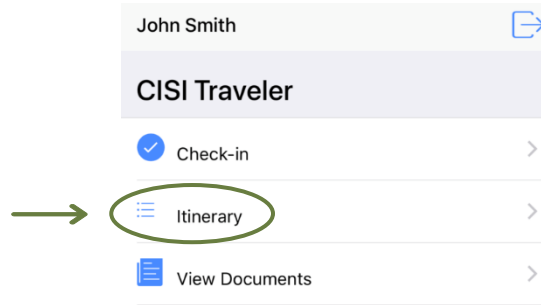 John Smith
CISI Traveler
Check-in
Itinerary
View Documents